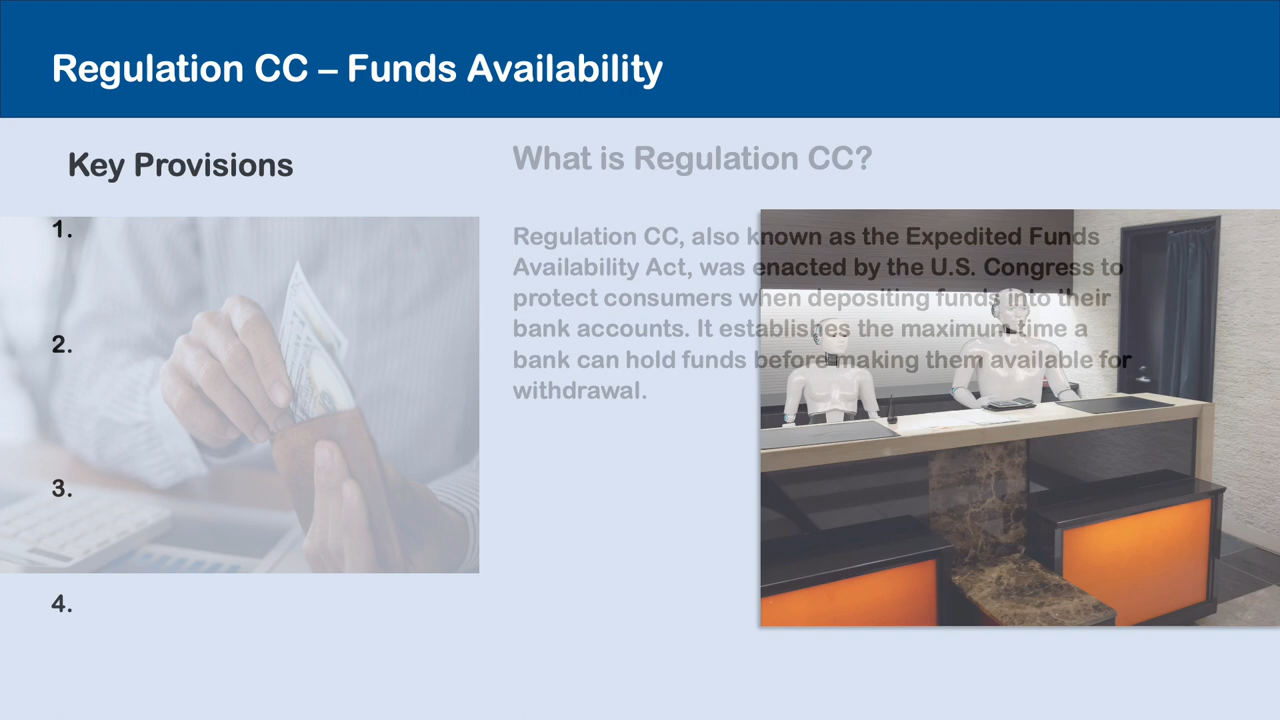 Regulation CC – Funds Availability
Key Provisions
1.
2.
3.
4.
What is Regulation CC?
Regulation CC, also known as the Expedited Funds
Availability Act, was enacted by the U.S. Congress to
protect consumers when depositing funds into their
bank accounts. It establishes the maximum time a
bank can hold funds before making them available for
withdrawal.